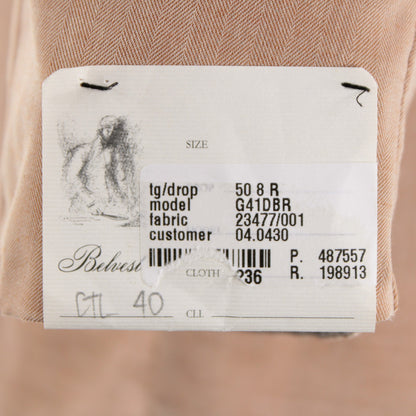 SIZE
tg/drop 50 8 R
model G41DBR
fabric 23477/001
customer 04.0430
P. 487557
Belvest
CLOTH 236 R. 198913
CTL 40
CLL